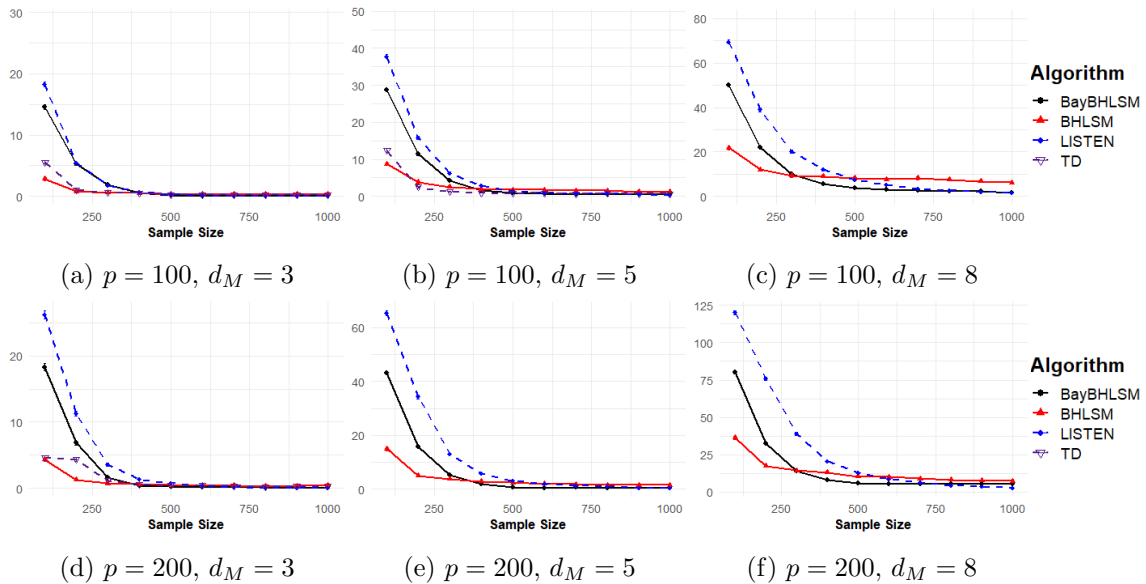 30
20
10
0
250
500
750
1000
Sample Size
(a) p = 100, d_M = 3
50
40
30
20
10
0
250
500
750
1000
Sample Size
(b) p = 100, d_M = 5
80
60
40
20
0
250
500
750
1000
Sample Size
(c) p = 100, d_M = 8
Algorithm
BayBHLSM
BHLSM
LISTEN
TD
20
10
0
250
500
750
1000
Sample Size
(d) p = 200, d_M = 3
60
40
20
0
250
500
750
1000
Sample Size
(e) p = 200, d_M = 5
125
100
75
50
25
0
250
500
750
1000
Sample Size
(f) p = 200, d_M = 8
Algorithm
BayBHLSM
BHLSM
LISTEN
TD